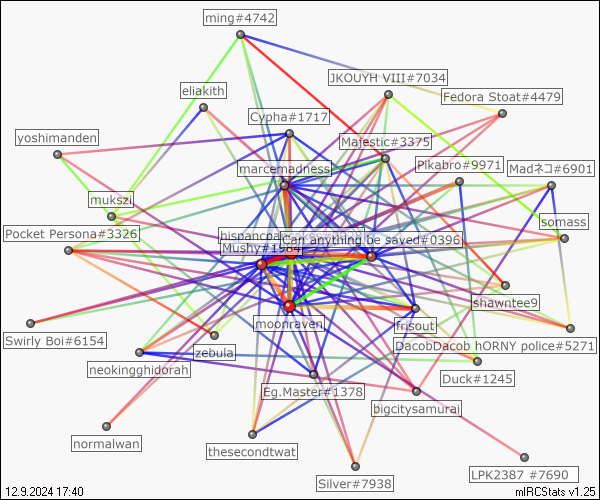 ming#4742
JKOUYH VIII#7034
eliakith
Fedora Stoat#4479
Cypha#1717
yoshimanden
Majestic#3375
marcemadness
Pikabro#9971
Madネコ#6901
mukszi
somass
Pocket Persona#3326
Can anything be saved#0396
Mushy#1984
shawntee9
moonraven
frisout
Swirly Boi#6154
zebula
DacobDacob hORNY police#5271
neokingghidorah
Duck#1245
Eg.Master#1378
bigcitysamurai
normalwan
thesecondtwat
LPK2387 #7690
Silver#7938
12.9.2024 17:40
mIRCStats v1.25